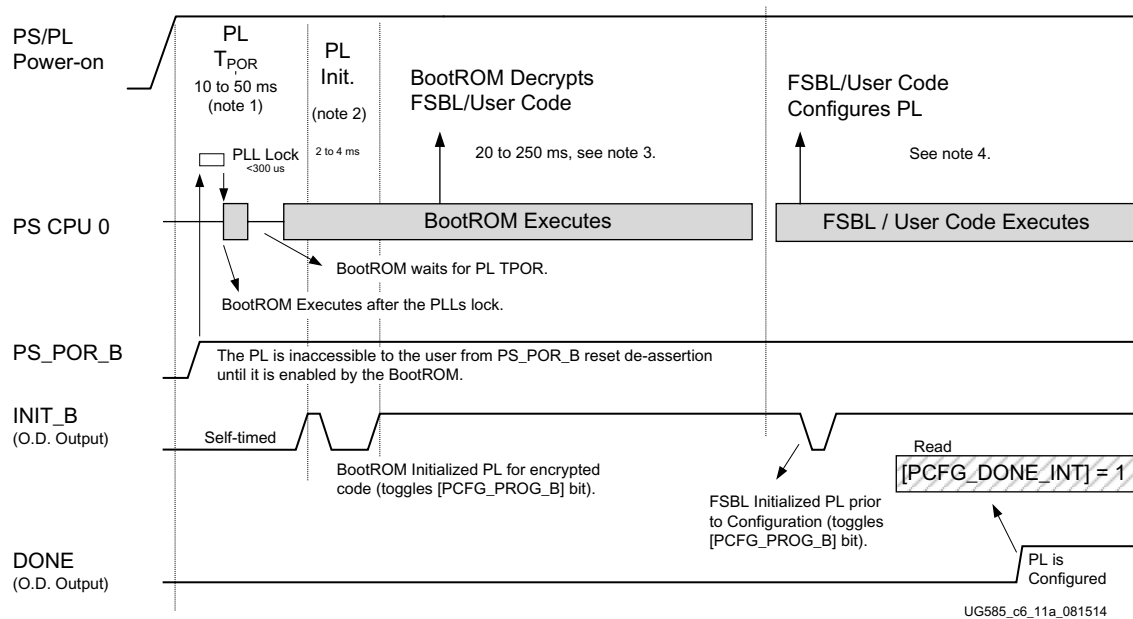 PS/PL
Power-on
PL
TPOR
10 to 50 ms
(note 1)
PL
Init.
(note 2)
2 to 4 ms
BootROM Decrypts
FSBL/User Code
20 to 250 ms, see note 3.
FSBL/User Code
Configures PL
See note 4.
PLL Lock
<300 us
PS CPU 0
BootROM Executes
FSBL / User Code Executes
BootROM waits for PL TPOR.
BootROM Executes after the PLLs lock.
PS_POR_B
The PL is inaccessible to the user from PS_POR_B reset de-assertion
until it is enabled by the BootROM.
INIT_B
(O.D. Output)
Self-timed
BootROM Initialized PL for encrypted
code (toggles [PCFG_PROG_B] bit).
FSBL Initialized PL prior
to Configuration (toggles
[PCFG_PROG_B] bit).
Read
[PCFG_DONE_INT] = 1
DONE
(O.D. Output)
PL is
Configured
UG585_c6_11a_081514